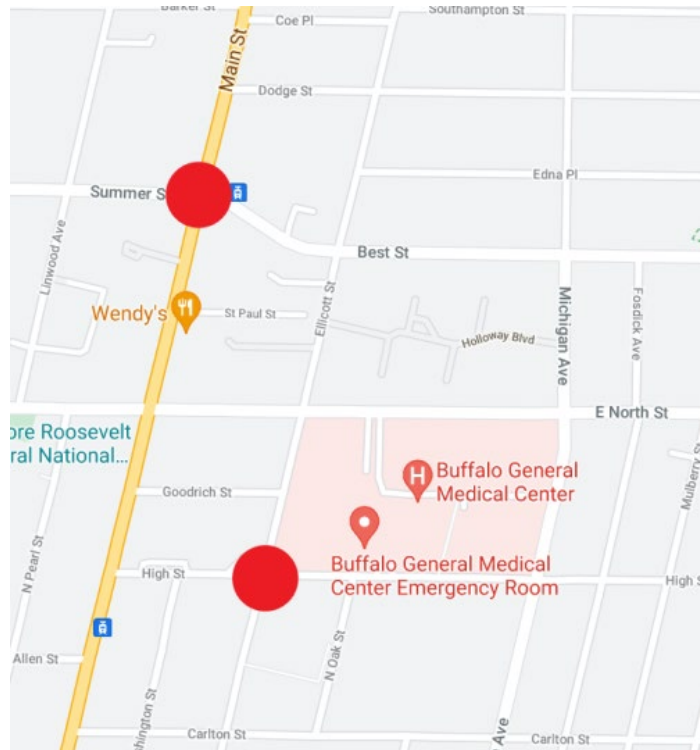 Barker St
Coe Pl
Southampton St
Main St
Dodge St
Edna Pl
Summer S
Best St
Linwood Ave
Ellicott St
Michigan Ave
Fosdick Ave
Wendy's
St Paul St
Holloway Blvd
E North St
ore Roosevelt
ral National...
Buffalo General
Medical Center
H
Mulberry St
Goodrich St
N Pearl St
Buffalo General Medical
Center Emergency Room
High St
High S
Allen St
N Oak St
hington St
Carlton St
Ave
Carlton St